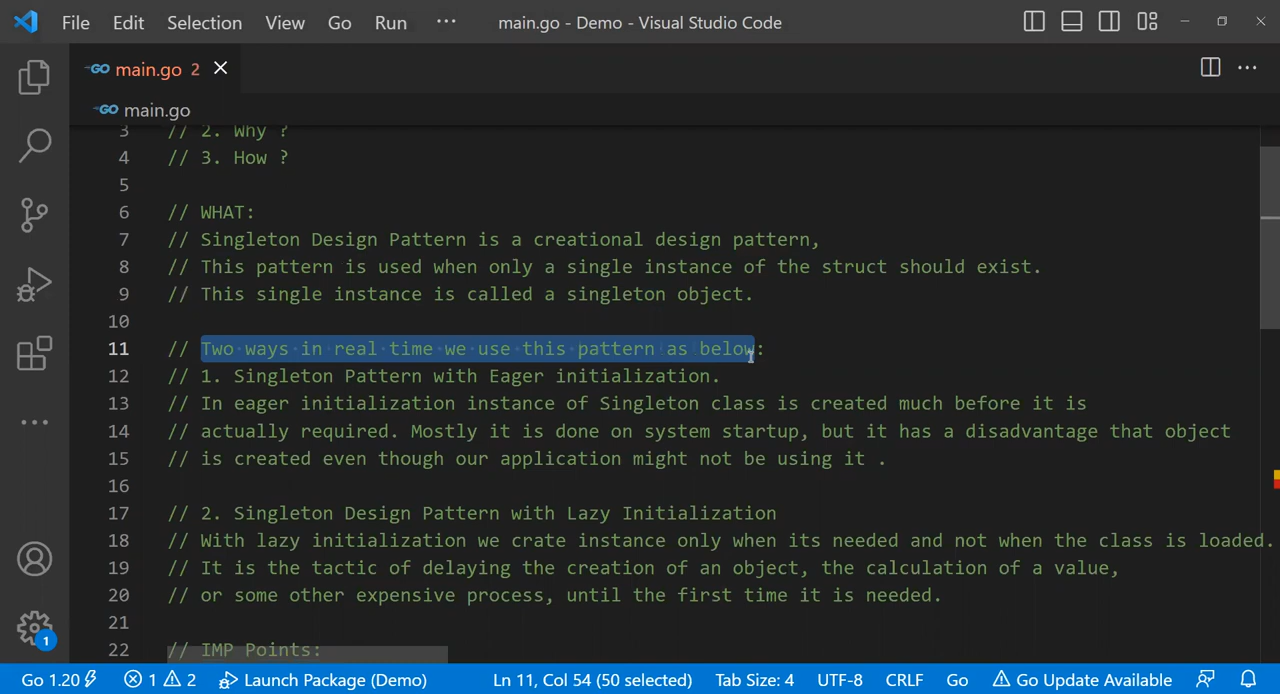 File Edit Selection View Go Run ··· main.go - Demo - Visual Studio Code
GO main.go 2
GO main.go
3 // 2. Why ?
4 // 3. How ?
5
6 // WHAT:
7 // Singleton Design Pattern is a creational design pattern,
8 // This pattern is used when only a single instance of the struct should exist.
9 // This single instance is called a singleton object.
10
11 // Two ways in real time we use this pattern as below:
12 // 1. Singleton Pattern with Eager initialization.
13 // In eager initialization instance of Singleton class is created much before it is
14 // actually required. Mostly it is done on system startup, but it has a disadvantage that object
15 // is created even though our application might not be using it .
16
17 // 2. Singleton Design Pattern with Lazy Initialization
18 // With lazy initialization we crate instance only when its needed and not when the class is loaded.
19 // It is the tactic of delaying the creation of an object, the calculation of a value,
20 // or some other expensive process, until the first time it is needed.
21
22 // IMP Points:
1
Go 1.20 1 2 Launch Package (Demo) Ln 11, Col 54 (50 selected) Tab Size: 4 UTF-8 CRLF Go Go Update Available